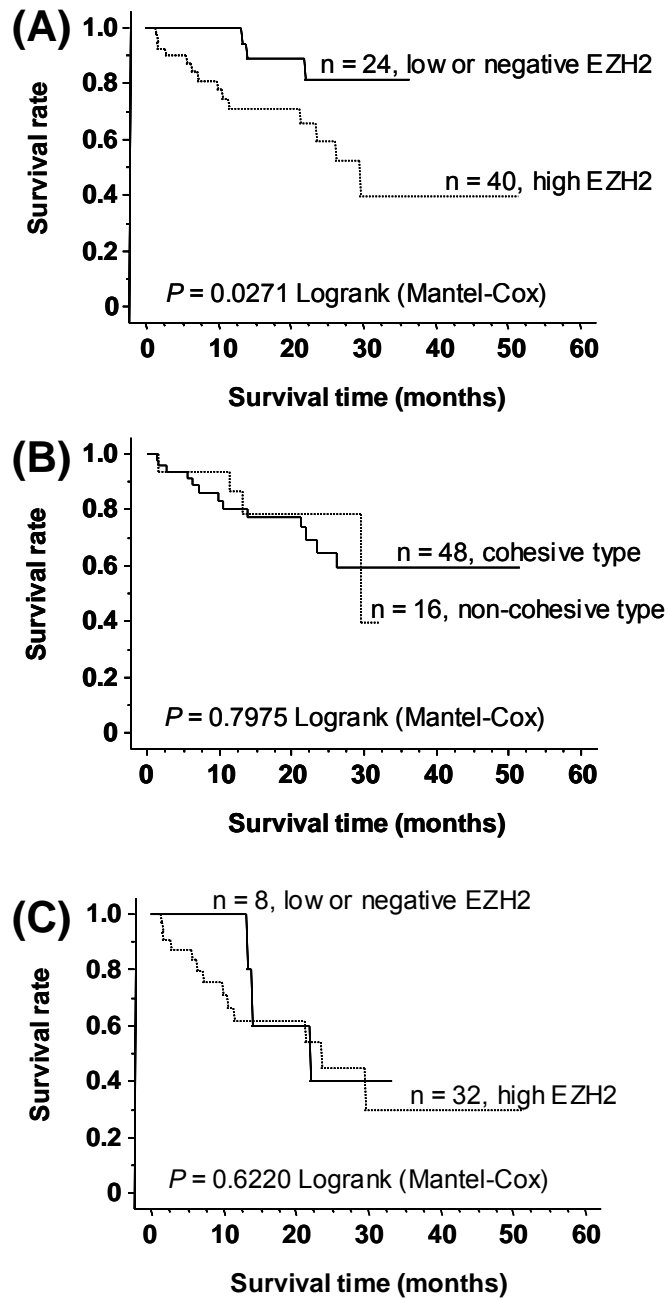 (A)
1.0
0.8
0.6
0.4
0.2
0
Survival rate
n = 24, low or negative EZH2
n = 40, high EZH2
P = 0.0271 Logrank (Mantel-Cox)
0 10 20 30 40 50 60
Survival time (months)
(B)
1.0
0.8
0.6
0.4
0.2
0
Survival rate
n = 48, cohesive type
n = 16, non-cohesive type
P = 0.7975 Logrank (Mantel-Cox)
0 10 20 30 40 50 60
Survival time (months)
(C)
1.0
0.8
0.6
0.4
0.2
0
Survival rate
n = 8, low or negative EZH2
n = 32, high EZH2
P = 0.6220 Logrank (Mantel-Cox)
0 10 20 30 40 50 60
Survival time (months)